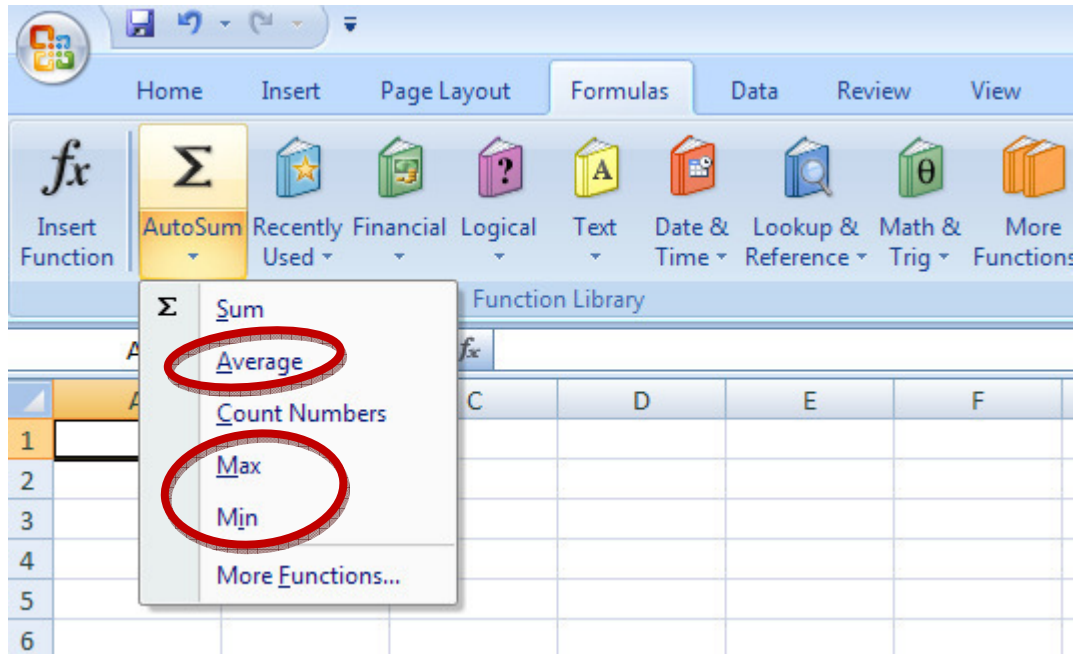 Home Insert Page Layout Formulas Data Review View
fx Σ ? A θ
Insert Function AutoSum Recently Used Financial Logical Text Date & Time Lookup & Reference Math & Trig More Functions
Function Library
Σ Sum
A fx
Average
A C D E F
Count Numbers
1
Max
2
Min
3
4
More Functions...
5
6